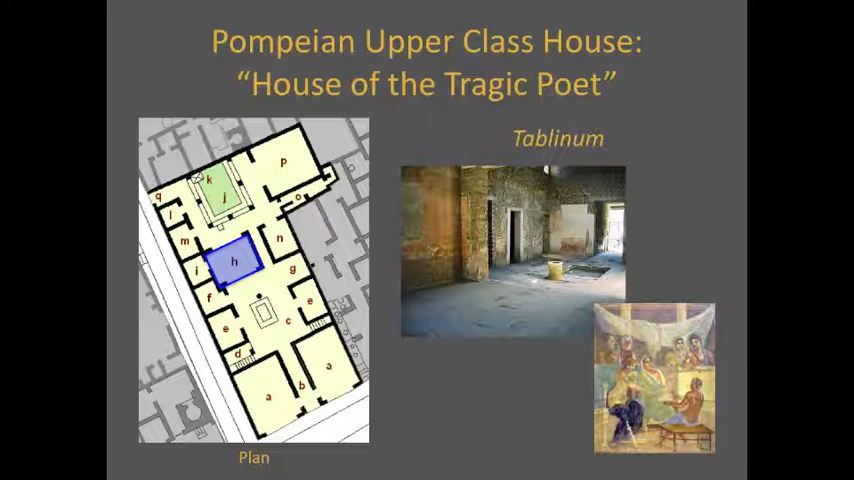 Pompeian Upper Class House:
“House of the Tragic Poet”
Tablinum
p
k
j
q
l
o
m
n
h
i
g
f
e
e
c
d
a
b
a
Plan